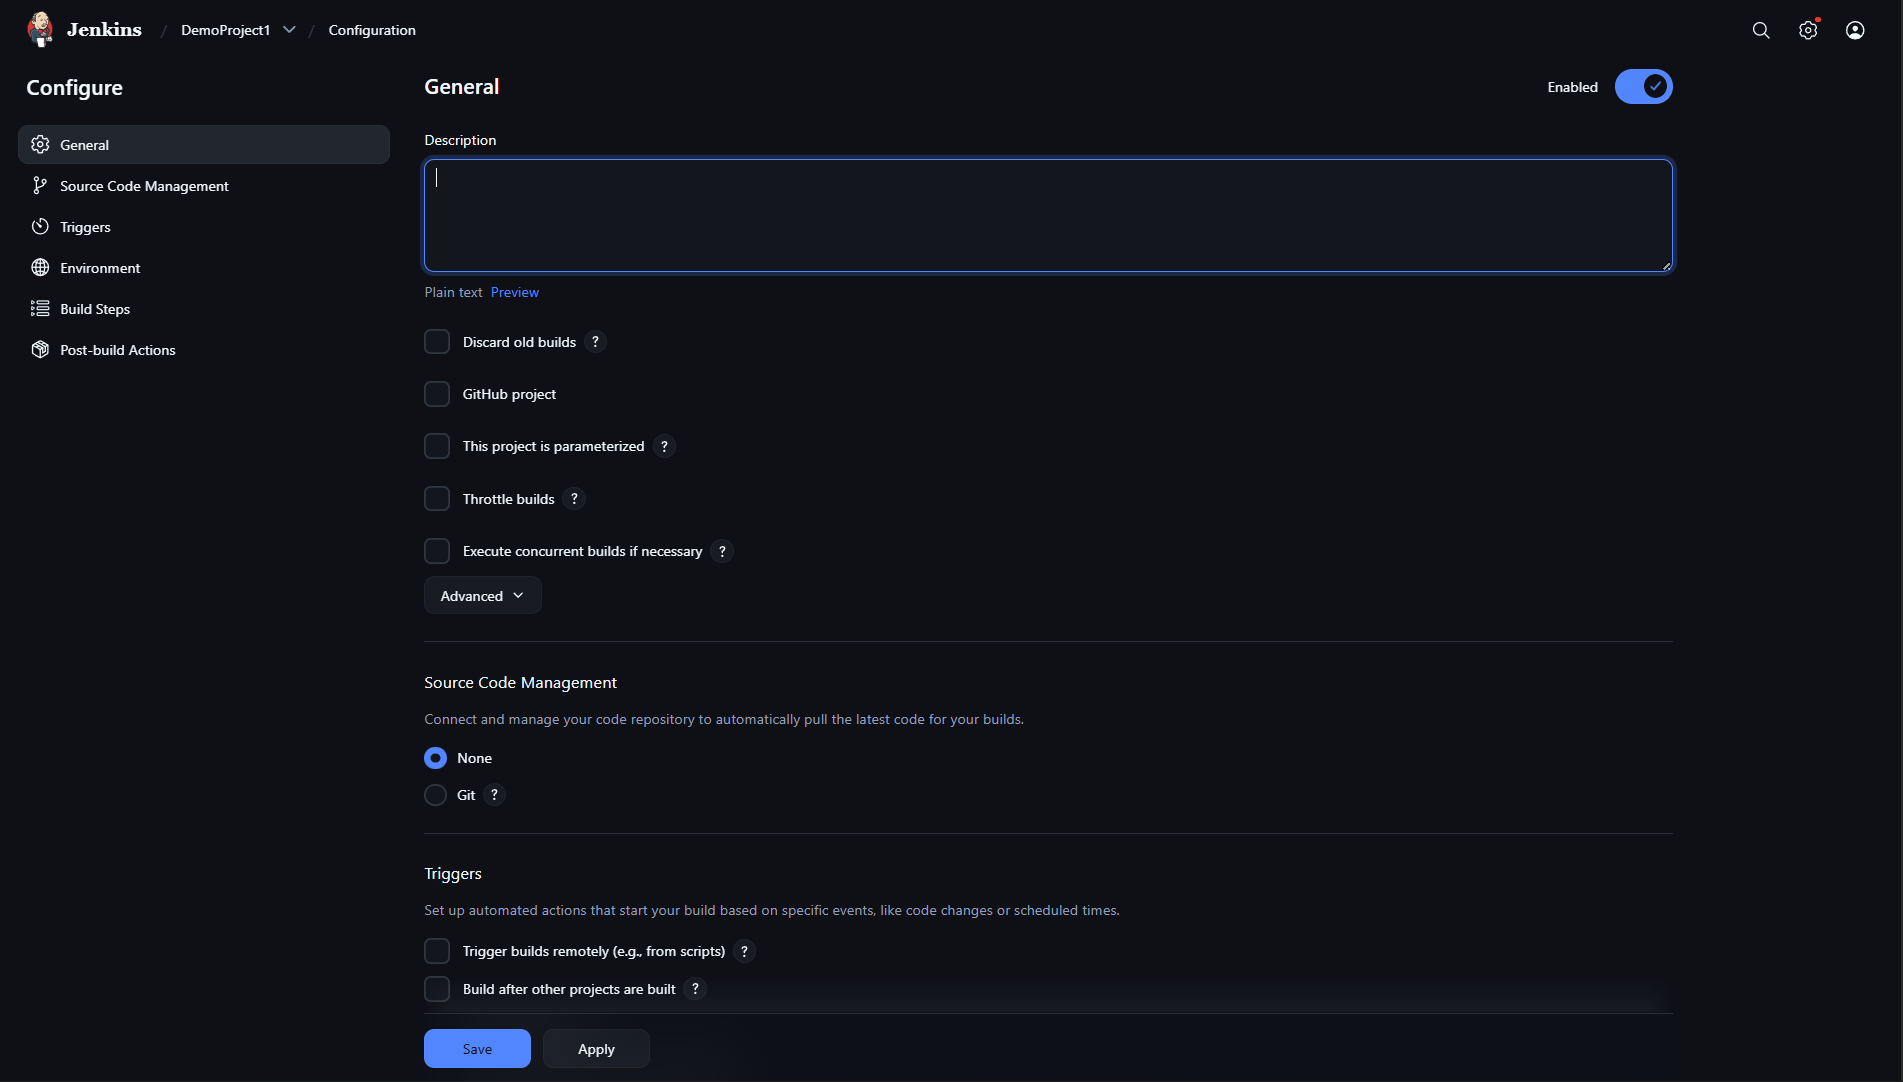 Jenkins / DemoProject1 / Configuration
Configure
General
Source Code Management
Triggers
Environment
Build Steps
Post-build Actions
General
Enabled
Description
Plain text Preview
Discard old builds ?
GitHub project
This project is parameterized ?
Throttle builds ?
Execute concurrent builds if necessary ?
Advanced
Source Code Management
Connect and manage your code repository to automatically pull the latest code for your builds.
None
Git ?
Triggers
Set up automated actions that start your build based on specific events, like code changes or scheduled times.
Trigger builds remotely (e.g., from scripts) ?
Build after other projects are built ?
Save Apply